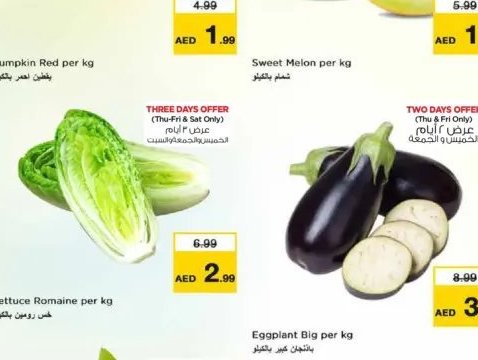 4.99
AED 1.99
5.99
AED 1
umpkin Red per kg
يقطين احمر بالكي
Sweet Melon per kg
شمام بالكيلو
THREE DAYS OFFER
(Thu-Fri & Sat Only)
عرض ٣ أيام
الخميس والجمعة والسبت
TWO DAYS OFFE
(Thu & Fri Only)
عرض ٢ أيام
الخميس و الجمعة
6.99
AED 2.99
8.99
AED 3
ettuce Romaine per kg
خس رومين بالك
Eggplant Big per kg
باذنجان كبير بالكيلو